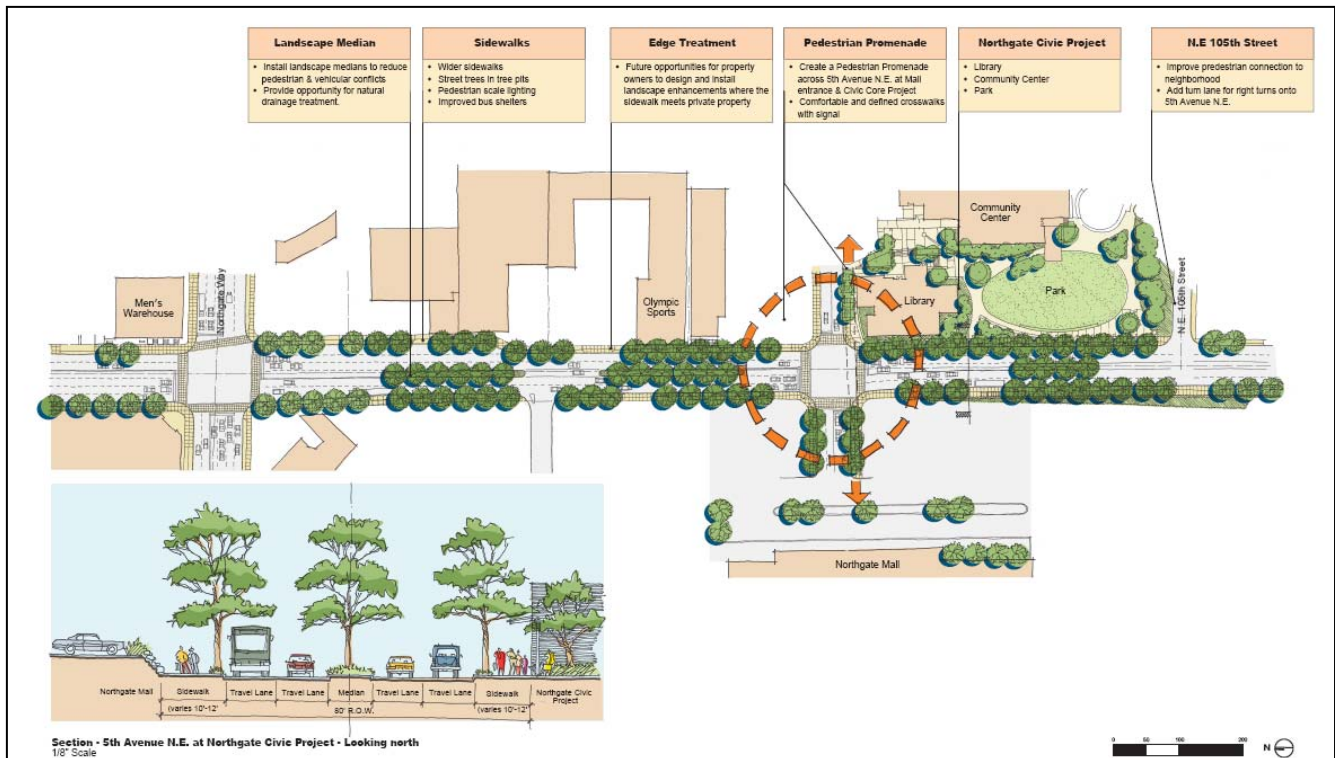 Landscape Median
• Install landscape medians to reduce
pedestrian & vehicular conflicts
• Provide opportunity for natural
drainage treatment.
Sidewalks
• Wider sidewalks
• Street trees in tree pits
• Pedestrian scale lighting
• Improved bus shelters
Edge Treatment
• Future opportunities for property
owners to design and install
landscape enhancements where the
sidewalk meets private property
Pedestrian Promenade
• Create a Pedestrian Promenade
across 5th Avenue N.E. at Mall
entrance & Civic Core Project
• Comfortable and defined crosswalks
with signal
Northgate Civic Project
• Library
• Community Center
• Park
N.E 105th Street
• Improve predestrian connection to
neighborhood
• Add turn lane for right turns onto
5th Avenue N.E.
Men's
Warehouse
Northgate Way
Olympic
Sports
Library
Community
Center
Park
N.E. 105th Street
Northgate Mall
Northgate Mall
Sidewalk
Travel Lane
Travel Lane
Median
Travel Lane
Travel Lane
Sidewalk
Northgate Civic
Project
(varies 10'-12'
80' R.O.W.
(varies 10'-12')
Section - 5th Avenue N.E. at Northgate Civic Project - Looking north
1/8" Scale
0 50 100 200
N